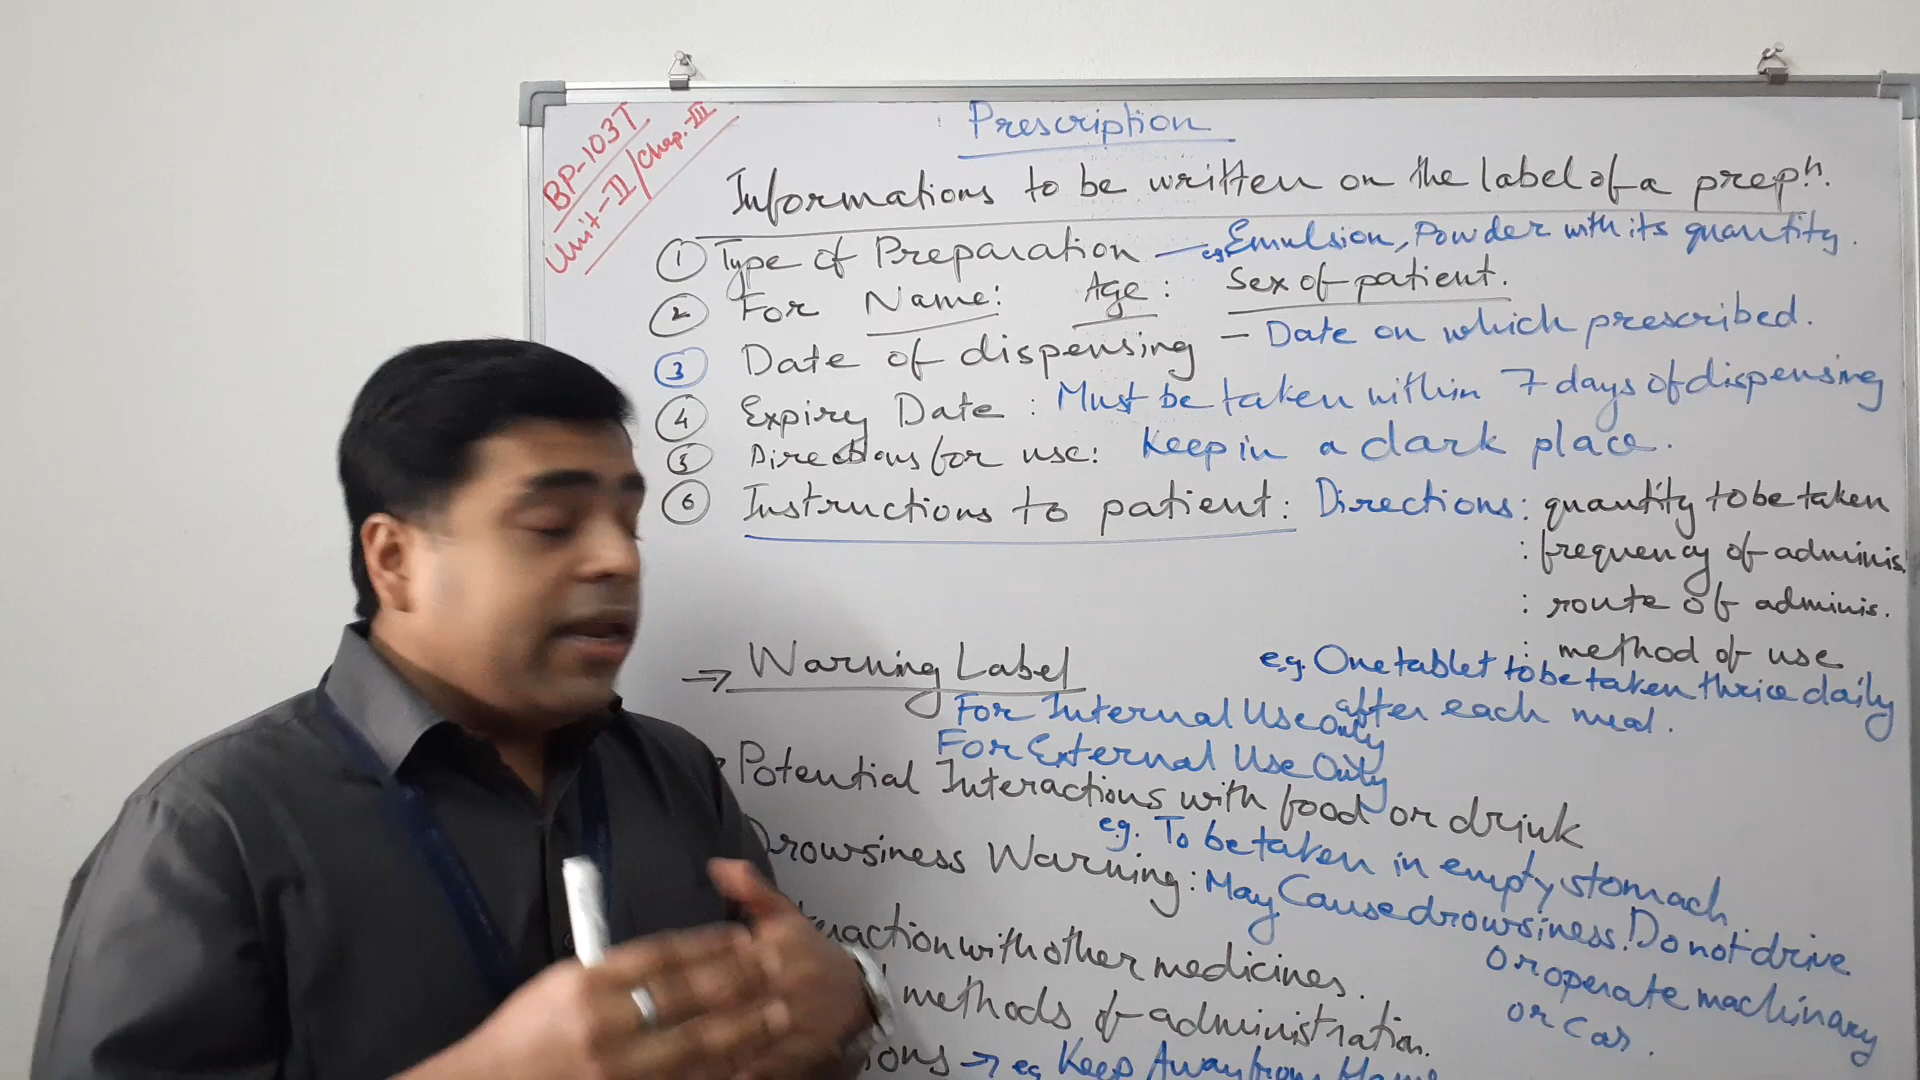 BP-103T
Unit-II/Chap.-III
Prescription
Informations to be written on the label of a prepn.
① Type of Preparation — eg Emulsion, Powder with its quantity.
② For Name: Age: Sex of patient.
③ Date of dispensing – Date on which prescribed.
④ Expiry Date: Must be taken within 7 days of dispensing
⑤ Directions for use: Keep in a dark place.
⑥ Instructions to patient: Directions: quantity to be taken
: frequency of adminis.
: route of adminis.
: method of use
→ Warning Label
e.g. One tablet to be taken thrice daily
after each meal.
For Internal Use Only
For External Use Only
Potential Interactions with food or drink
e.g. To be taken in empty stomach
Drowsiness Warning: May Cause drowsiness! Do not drive
or operate machinary
or car.
with other medicines.
methods of administration.
→ eg Keep Away from